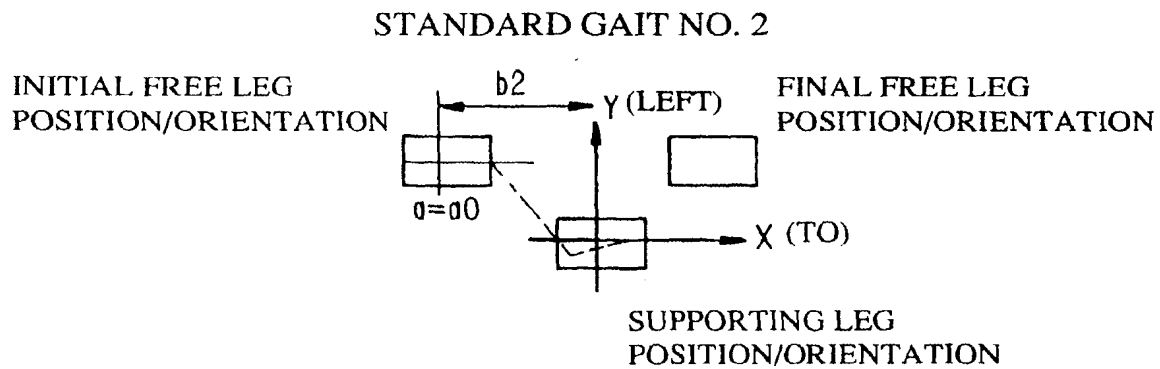 STANDARD GAIT NO. 2
INITIAL FREE LEG
POSITION/ORIENTATION
b2
Y (LEFT)
FINAL FREE LEG
POSITION/ORIENTATION
a=a0
X (TO)
SUPPORTING LEG
POSITION/ORIENTATION